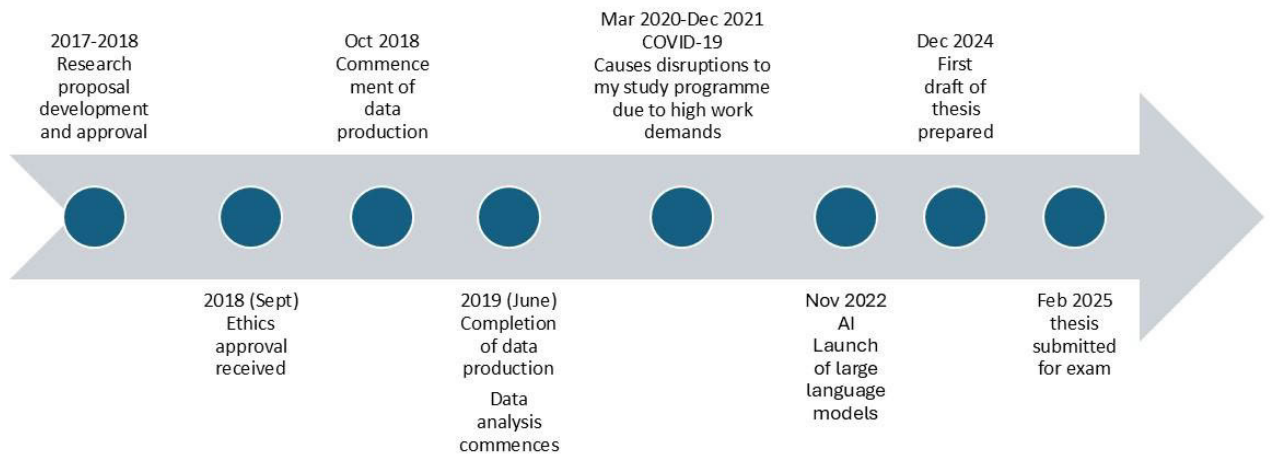 2017-2018
Research
proposal
development
and approval
2018 (Sept)
Ethics
approval
received
Oct 2018
Commence
ment of
data
production
2019 (June)
Completion
of data
production
Data
analysis
commences
Mar 2020-Dec 2021
COVID-19
Causes disruptions to
my study programme
due to high work
demands
Nov 2022
AI
Launch
of large
language
models
Dec 2024
First
draft of
thesis
prepared
Feb 2025
thesis
submitted
for exam